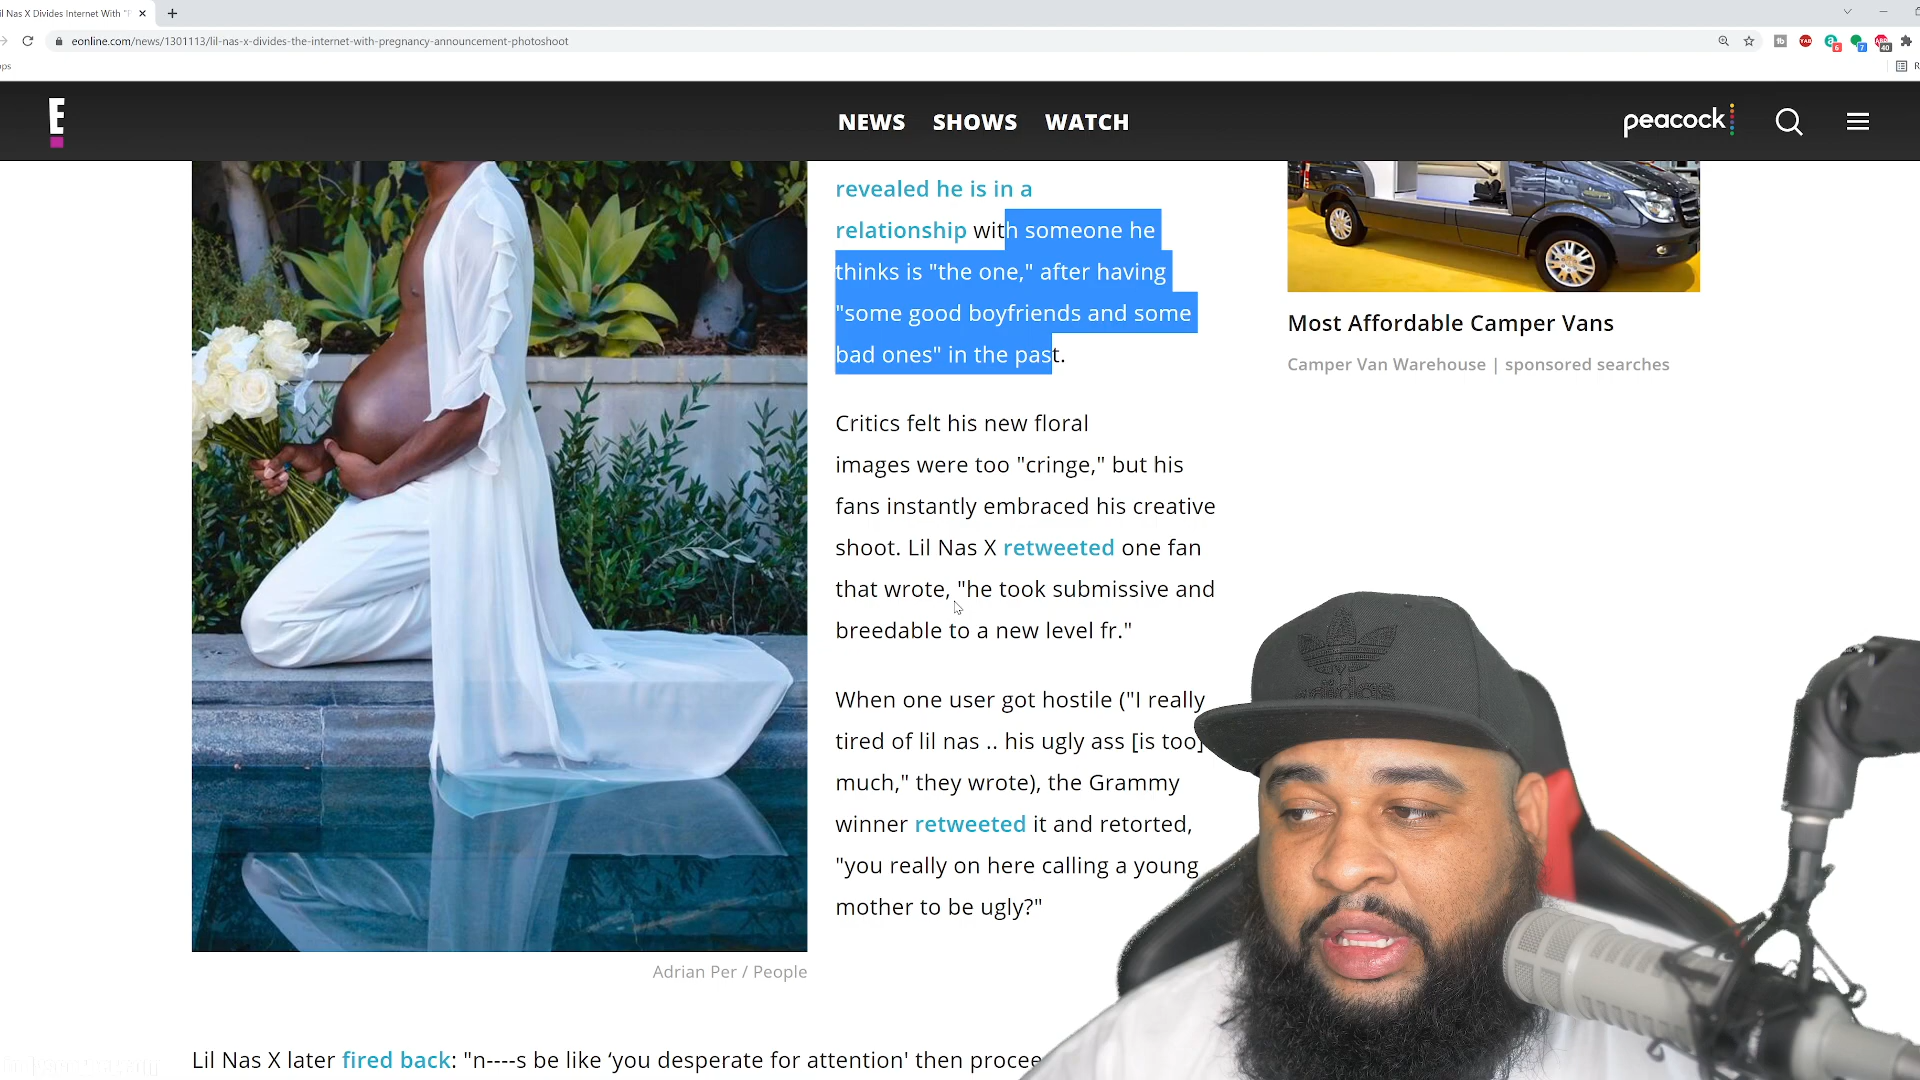 il Nas X Divides Internet With "F
eonline.com/news/1301113/lil-nas-x-divides-the-internet-with-pregnancy-announcement-photoshoot
ps
R
E
NEWS SHOWS WATCH
peacock
revealed he is in a
relationship with someone he
thinks is "the one," after having
"some good boyfriends and some
bad ones" in the past.
Critics felt his new floral
images were too "cringe," but his
fans instantly embraced his creative
shoot. Lil Nas X retweeted one fan
that wrote, "he took submissive and
breedable to a new level fr."
When one user got hostile ("I really
tired of lil nas .. his ugly ass [is too]
much," they wrote), the Grammy
winner retweeted it and retorted,
"you really on here calling a young
mother to be ugly?"
Adrian Per / People
Lil Nas X later fired back: "n----s be like ‘you desperate for attention' then procee
Most Affordable Camper Vans
Camper Van Warehouse | sponsored searches
adidas